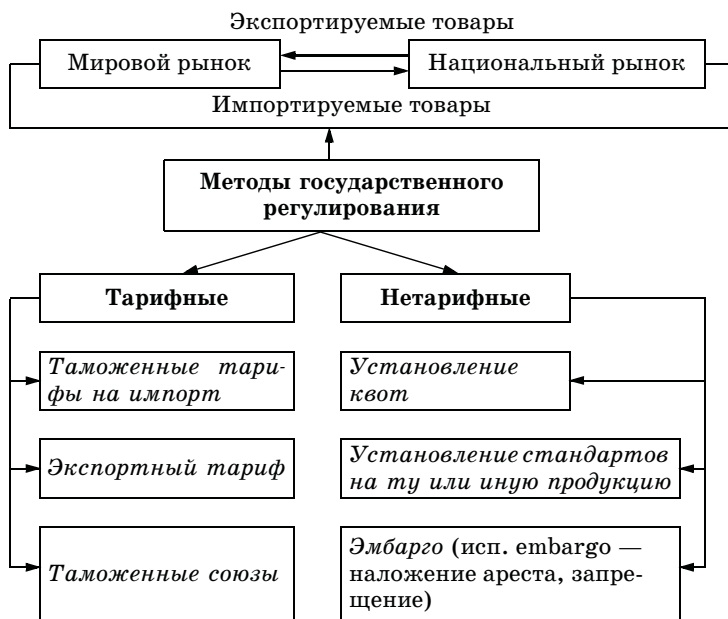 Экспортируемые товары
Мировой рынок
Национальный рынок
Импортируемые товары
Методы государственного
регулирования
Тарифные
Нетарифные
Таможенные тари-
фы на импорт
Установление
квот
Экспортный тариф
Установление стандартов
на ту или иную продукцию
Таможенные союзы
Эмбарго (исп. embargo —
наложение ареста, запре-
щение)